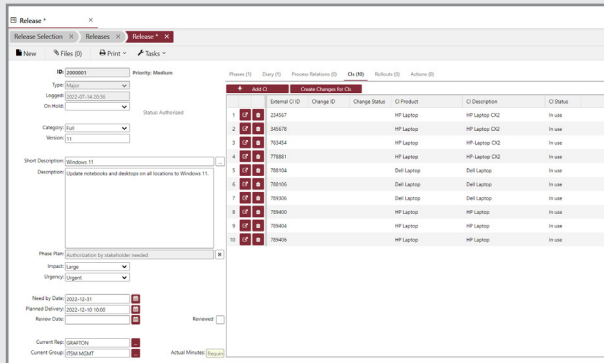 Release * ×
Release Selection × Releases × Release * ×
New Files (0) Print Tasks
ID: 2000001 Priority: Medium
Type: Major
Logged: 2022-07-14 20:36
On Hold:
Status: Authorized
Category: Full
Version: 11
Short Description: Windows 11 ...
Description: Update notebooks and desktops on all locations to Windows 11.
Phase Plan: Authorization by stakeholder needed
Impact: Large
Urgency: Urgent
Need by Date: 2022-12-31
Planned Delivery: 2022-12-10 10:00
Review Date: Reviewed:
Current Rep: GRAFTON ...
Current Group: ITSM MGMT ... Actual Minutes: Requir
Phases (1) Diary (1) Process Relations (0) CIs (10) Rollouts (0) Actions (0)
+ Add CI Create Changes for CIs
External CI ID Change ID Change Status CI Product CI Description CI Status
1 234567 HP Laptop HP Laptop CX2 In use
2 345678 HP Laptop HP Laptop CX2 In use
3 763454 HP Laptop HP-Laptop CX2 In use
4 778881 HP Laptop HP-Laptop CX2 In use
5 788104 Dell Laptop Dell Laptop In use
6 788106 Dell Laptop Dell Laptop In use
7 789306 Dell Laptop Dell Laptop In use
8 789400 HP Laptop HP Laptop In use
9 789404 HP Laptop HP Laptop In use
10 789406 HP Laptop HP Laptop In use